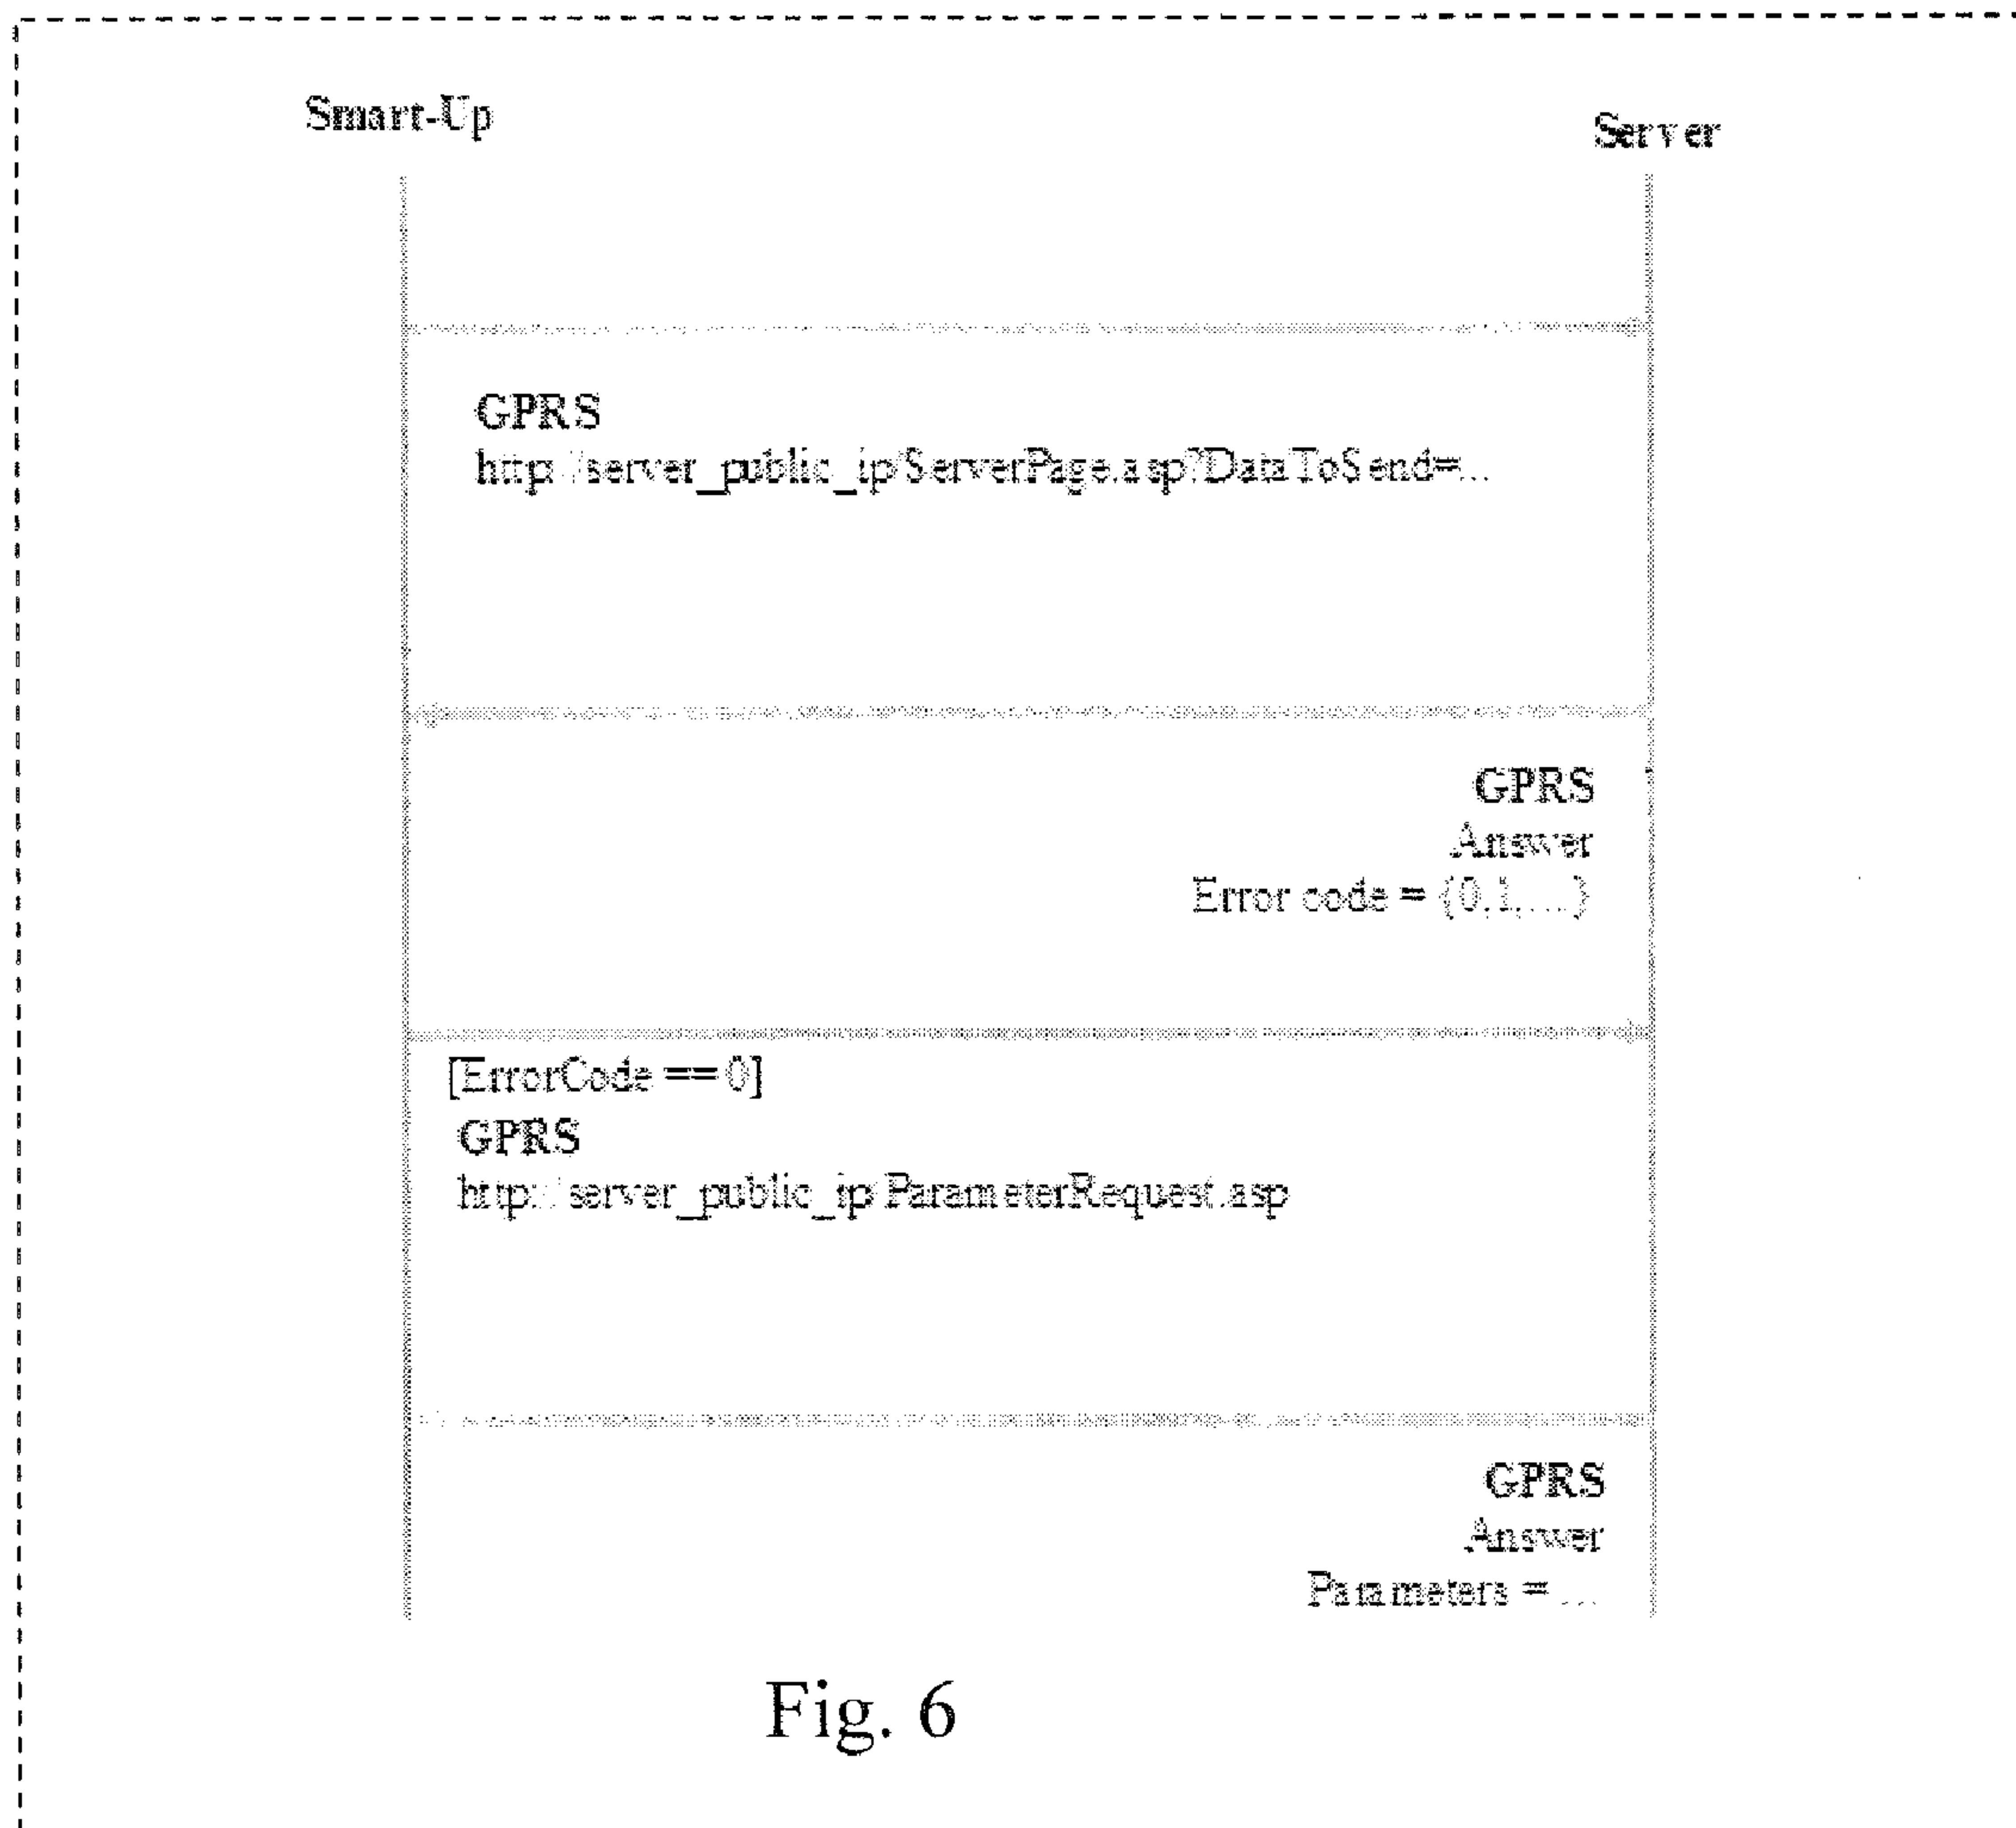 Smart-Up
Server
GPRS
http://server_public_ip/ServerPage.asp?DataToSend=...
GPRS
Answer
Error code = {0,1,...}
[ErrorCode == 0]
GPRS
http://server_public_ip/ParameterRequest.asp
GPRS
Answer
Parameters = ...
Fig. 6